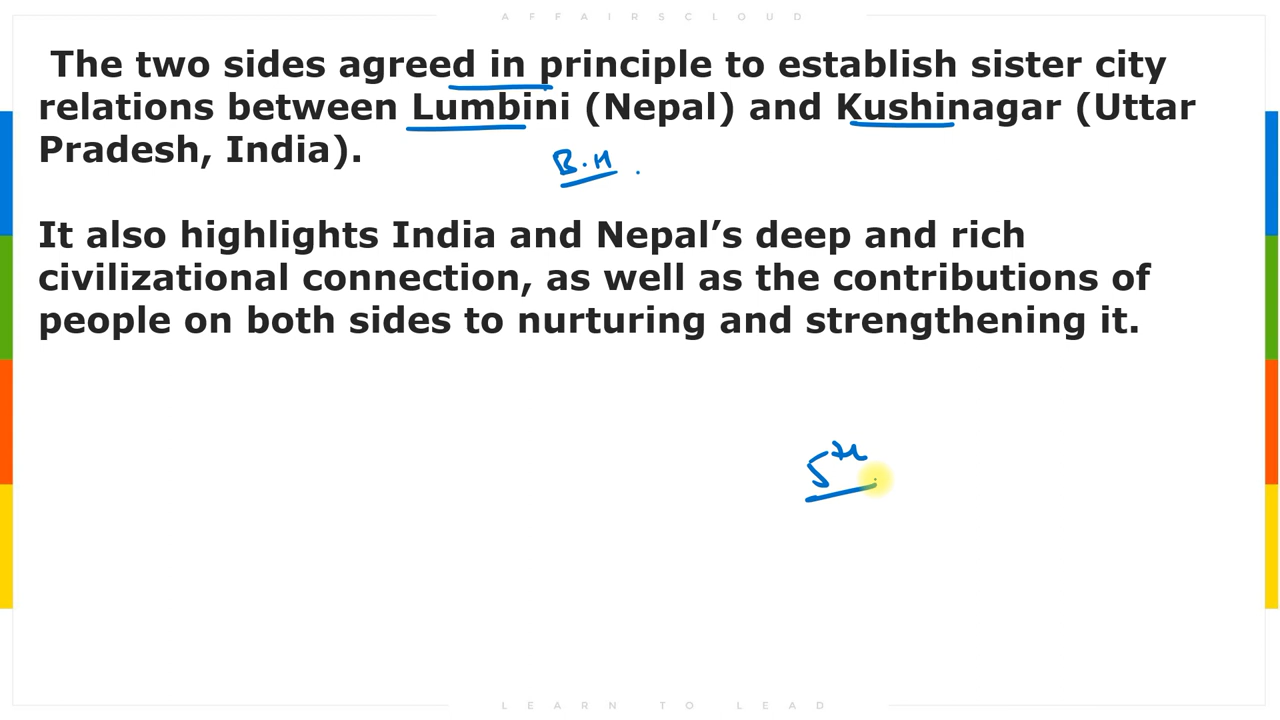 AFFAIRSCLOUD
The two sides agreed in principle to establish sister city
relations between Lumbini (Nepal) and Kushinagar (Uttar
Pradesh, India).
B.H.
It also highlights India and Nepal’s deep and rich
civilizational connection, as well as the contributions of
people on both sides to nurturing and strengthening it.
5th
LEARN TO LEAD